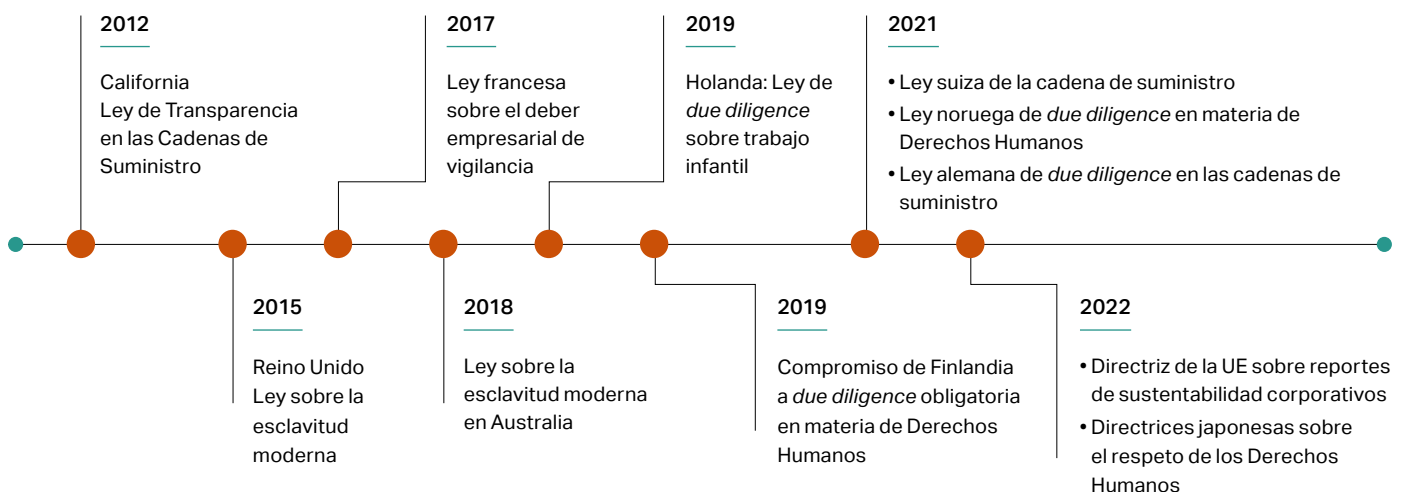 2012
California
Ley de Transparencia
en las Cadenas de
Suministro
2015
Reino Unido
Ley sobre la
esclavitud
moderna
2017
Ley francesa
sobre el deber
empresarial de
vigilancia
2018
Ley sobre la
esclavitud moderna
en Australia
2019
Holanda: Ley de
due diligence
sobre trabajo
infantil
2019
Compromiso de Finlandia
a due diligence obligatoria
en materia de Derechos
Humanos
2021
• Ley suiza de la cadena de suministro
• Ley noruega de due diligence en materia de
Derechos Humanos
• Ley alemana de due diligence en las cadenas de
suministro
2022
• Directriz de la UE sobre reportes
de sustentabilidad corporativos
• Directrices japonesas sobre
el respeto de los Derechos
Humanos